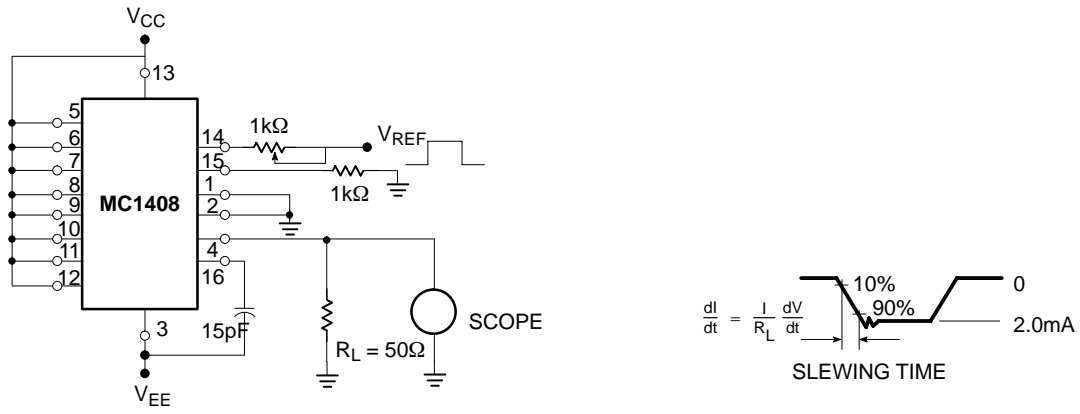 VCC
13
5
6
7
8
9
10
11
12
MC1408
14
15
1
2
4
16
1kΩ
VREF
1kΩ
3
15pF
VEE
RL = 50Ω
SCOPE
dI/dt = I/RL dV/dt
10%
90%
0
2.0mA
SLEWING TIME